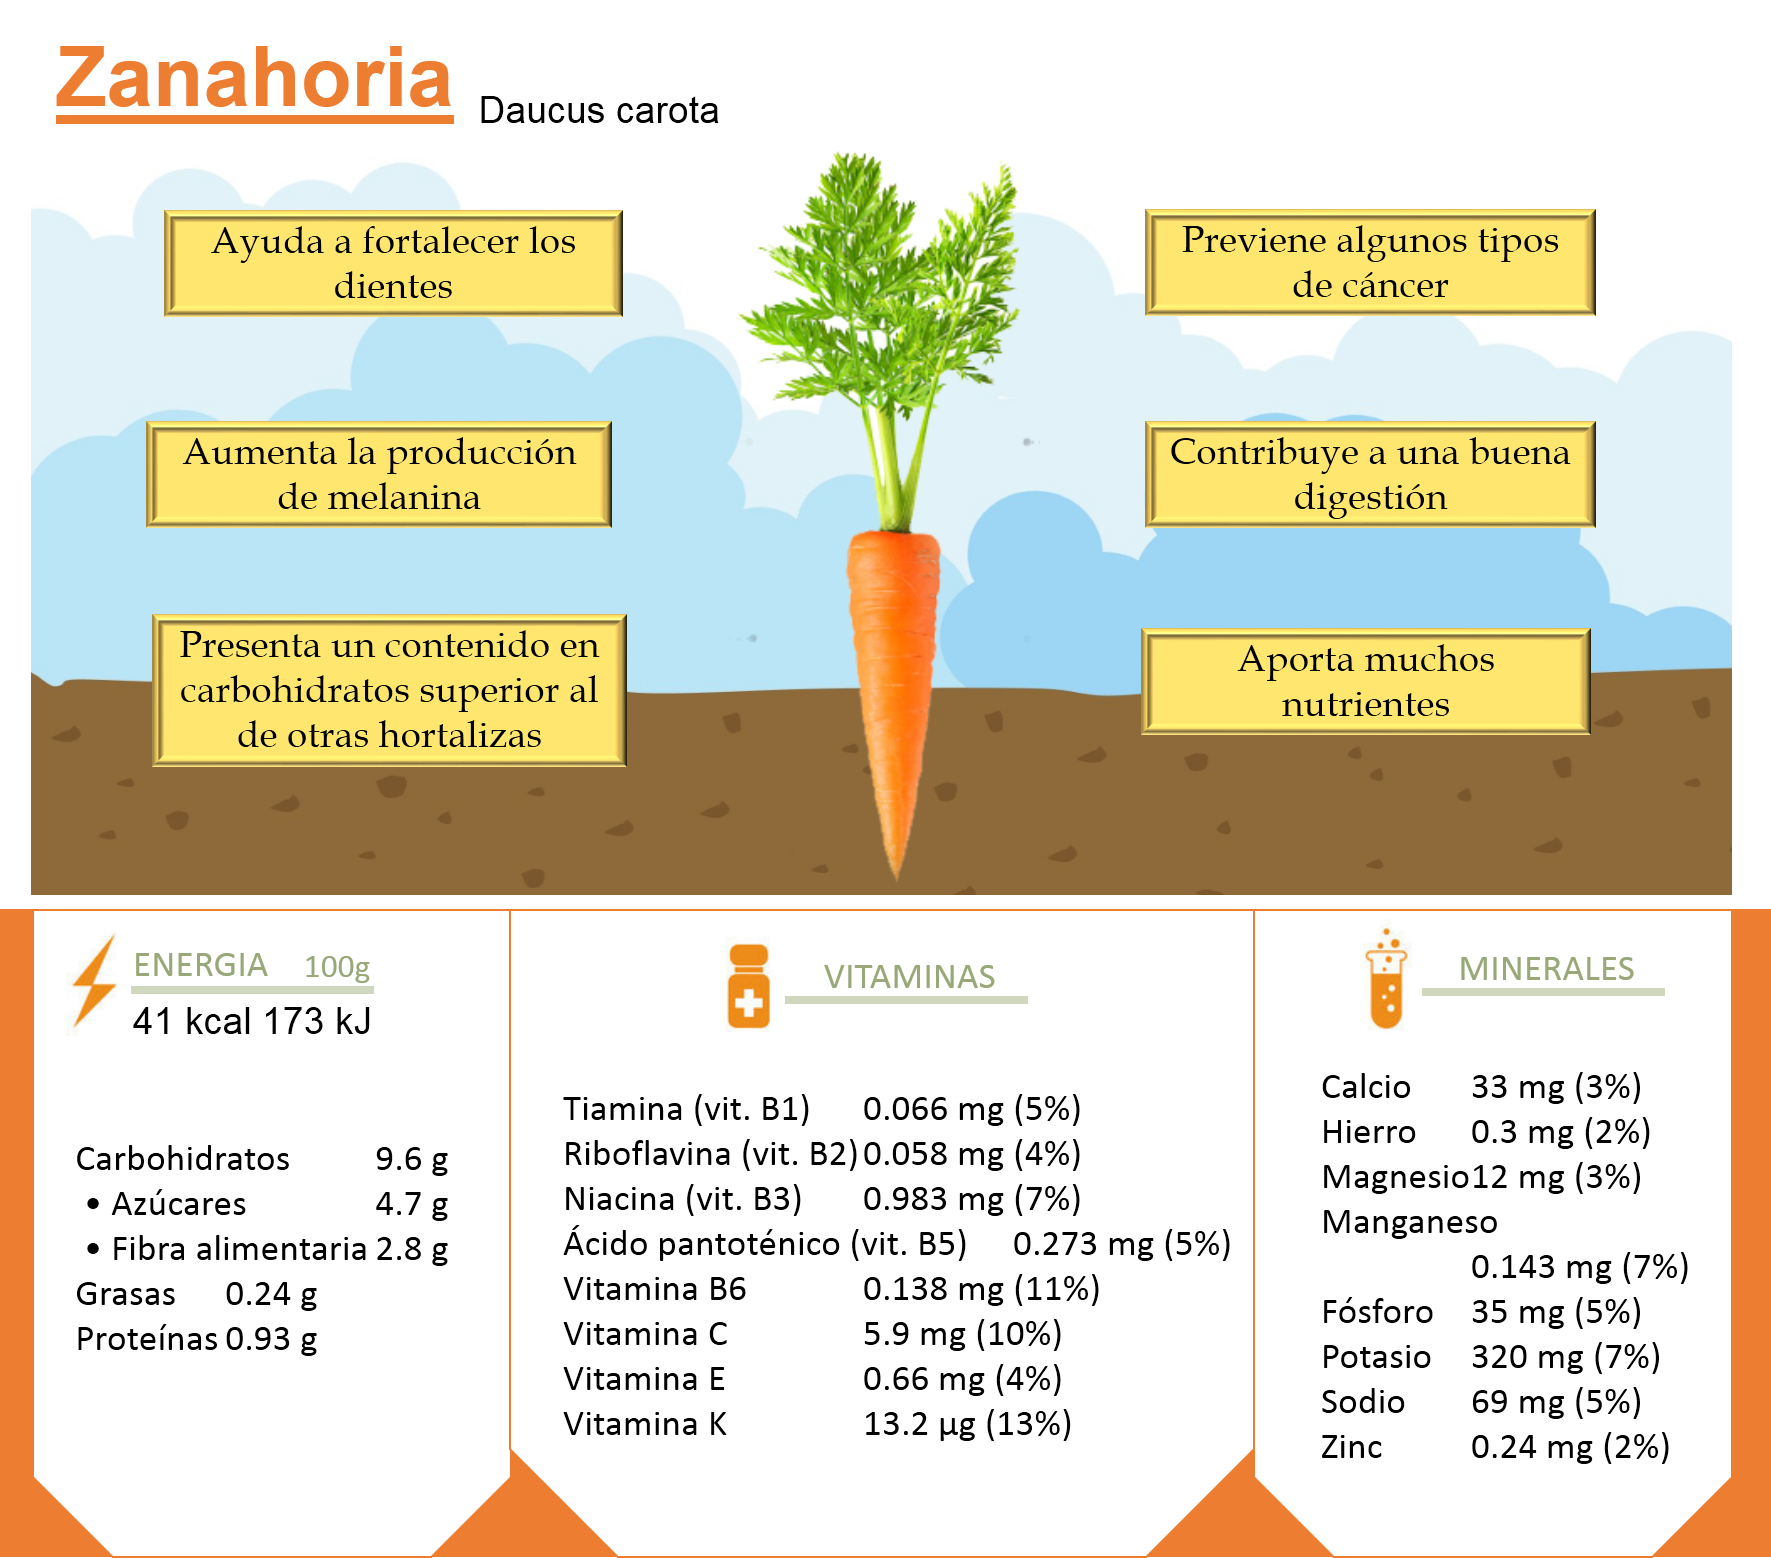 Zanahoria Daucus carota
Ayuda a fortalecer los
dientes
Aumenta la producción
de melanina
Presenta un contenido en
carbohidratos superior al
de otras hortalizas
Previene algunos tipos
de cáncer
Contribuye a una buena
digestión
Aporta muchos
nutrientes
ENERGIA 100g
41 kcal 173 kJ
Carbohidratos 9.6 g
• Azúcares 4.7 g
• Fibra alimentaria 2.8 g
Grasas 0.24 g
Proteínas 0.93 g
VITAMINAS
Tiamina (vit. B1) 0.066 mg (5%)
Riboflavina (vit. B2) 0.058 mg (4%)
Niacina (vit. B3) 0.983 mg (7%)
Ácido pantoténico (vit. B5) 0.273 mg (5%)
Vitamina B6 0.138 mg (11%)
Vitamina C 5.9 mg (10%)
Vitamina E 0.66 mg (4%)
Vitamina K 13.2 μg (13%)
MINERALES
Calcio 33 mg (3%)
Hierro 0.3 mg (2%)
Magnesio 12 mg (3%)
Manganeso
0.143 mg (7%)
Fósforo 35 mg (5%)
Potasio 320 mg (7%)
Sodio 69 mg (5%)
Zinc 0.24 mg (2%)